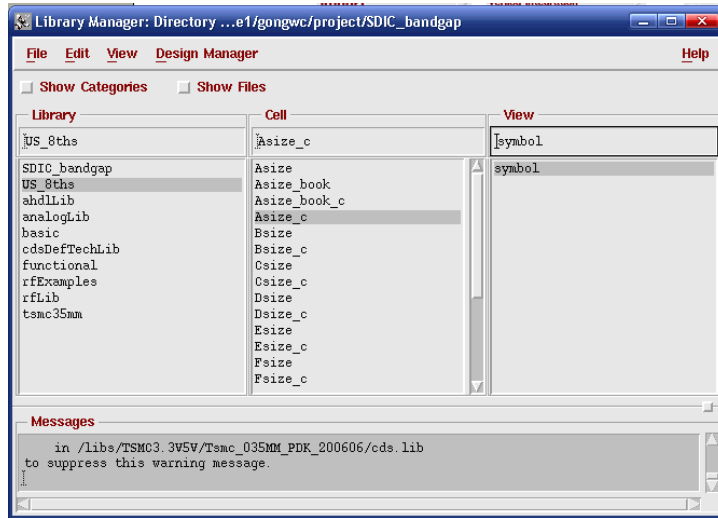 Library Manager: Directory ...e1/gongwc/project/SDIC_bandgap
File Edit View Design Manager Help
Show Categories Show Files
Library
US_8ths
SDIC_bandgap
US_8ths
ahdlLib
analogLib
basic
cdsDefTechLib
functional
rfExamples
rfLib
tsmc35mm
Cell
Asize_c
Asize
Asize_book
Asize_book_c
Asize_c
Bsize
Bsize_c
Csize
Csize_c
Dsize
Dsize_c
Esize
Esize_c
Fsize
Fsize_c
View
symbol
symbol
Messages
in /libs/TSMC3.3V5V/Tsmc_035MM_PDK_200606/cds.lib
to suppress this warning message.